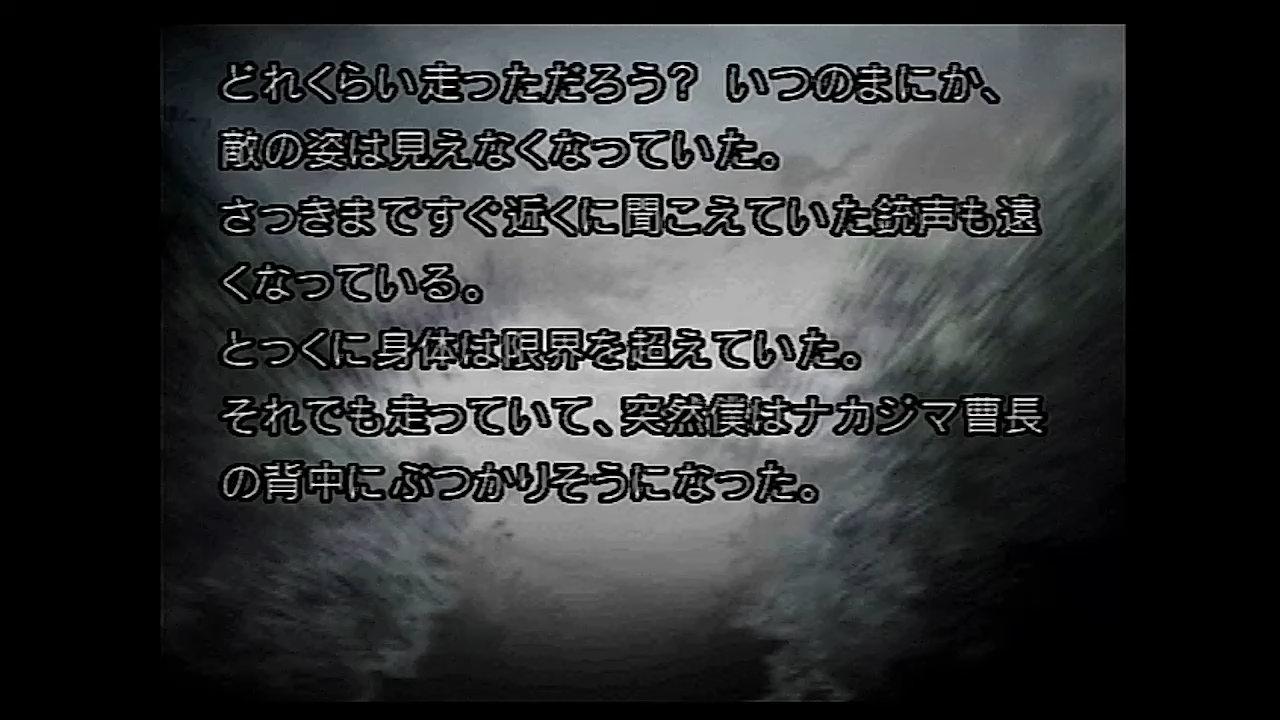 どれくらい走っただろう？ いつのまにか、
敵の姿は見えなくなっていた。
さっきまですぐ近くに聞こえていた銃声も遠
くなっている。
とっくに身体は限界を超えていた。
それでも走っていて、突然僕はナカジマ曹長
の背中にぶつかりそうになった。